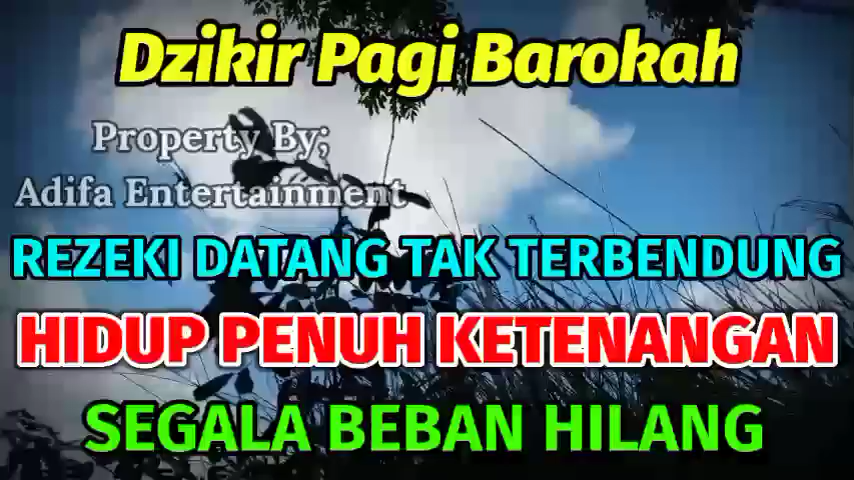 Dzikir Pagi Barokah
Property By;
Adifa Entertainment
REZEKI DATANG TAK TERBENDUNG
HIDUP PENUH KETENANGAN
SEGALA BEBAN HILANG